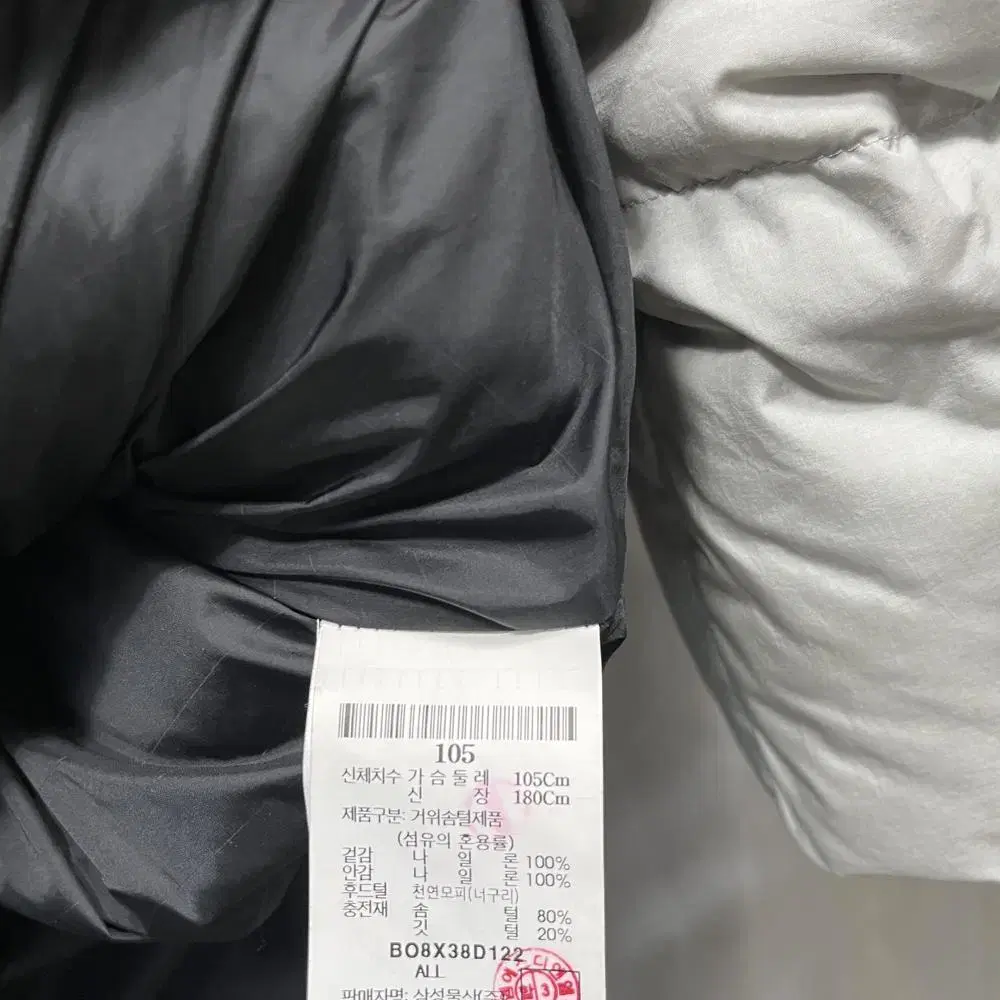 105
신체치수 가 슴 둘 레 105Cm
신 장 180Cm
제품구분: 거위솜털제품
(섬유의 혼용률)
겉감 나 일 론 100%
안감 나 일 론 100%
후드털 천연모피(너구리)
충전재 솜 털 80%
깃 털 20%
BO8X38D122
ALL
판매자명: 삼성물산(주)
3